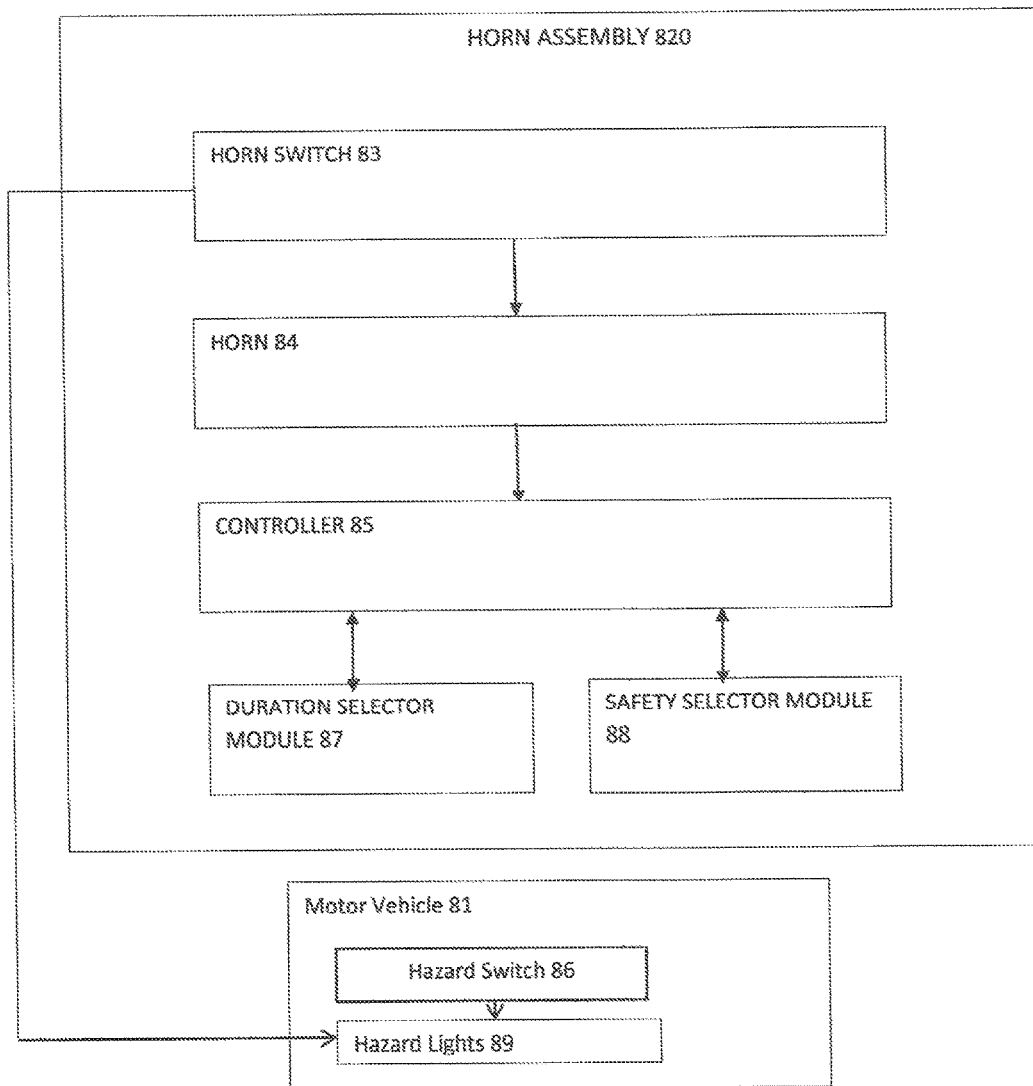 HORN ASSEMBLY 820
HORN SWITCH 83
HORN 84
CONTROLLER 85
DURATION SELECTOR
MODULE 87
SAFETY SELECTOR MODULE
88
Motor Vehicle 81
Hazard Switch 86
Hazard Lights 89